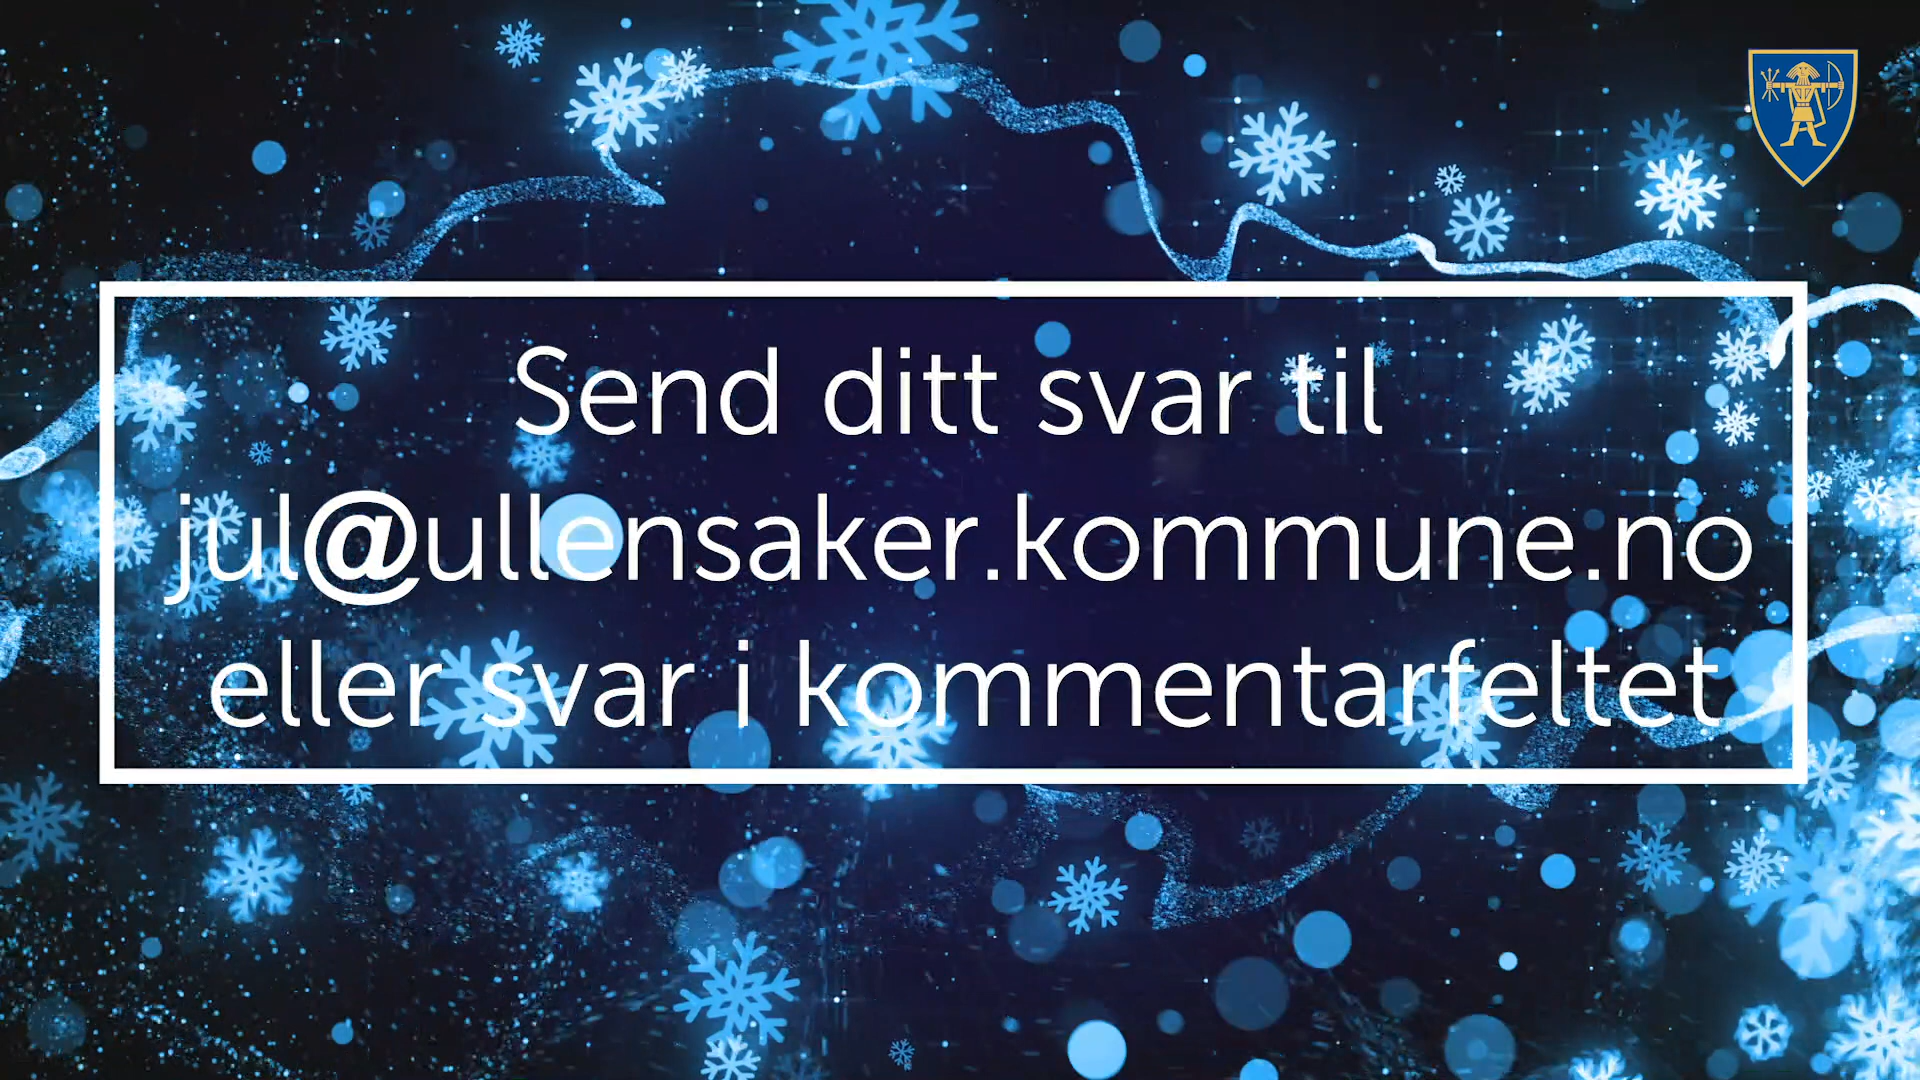 Send ditt svar til
jul@ullensaker.kommune.no
eller svar i kommentarfeltet